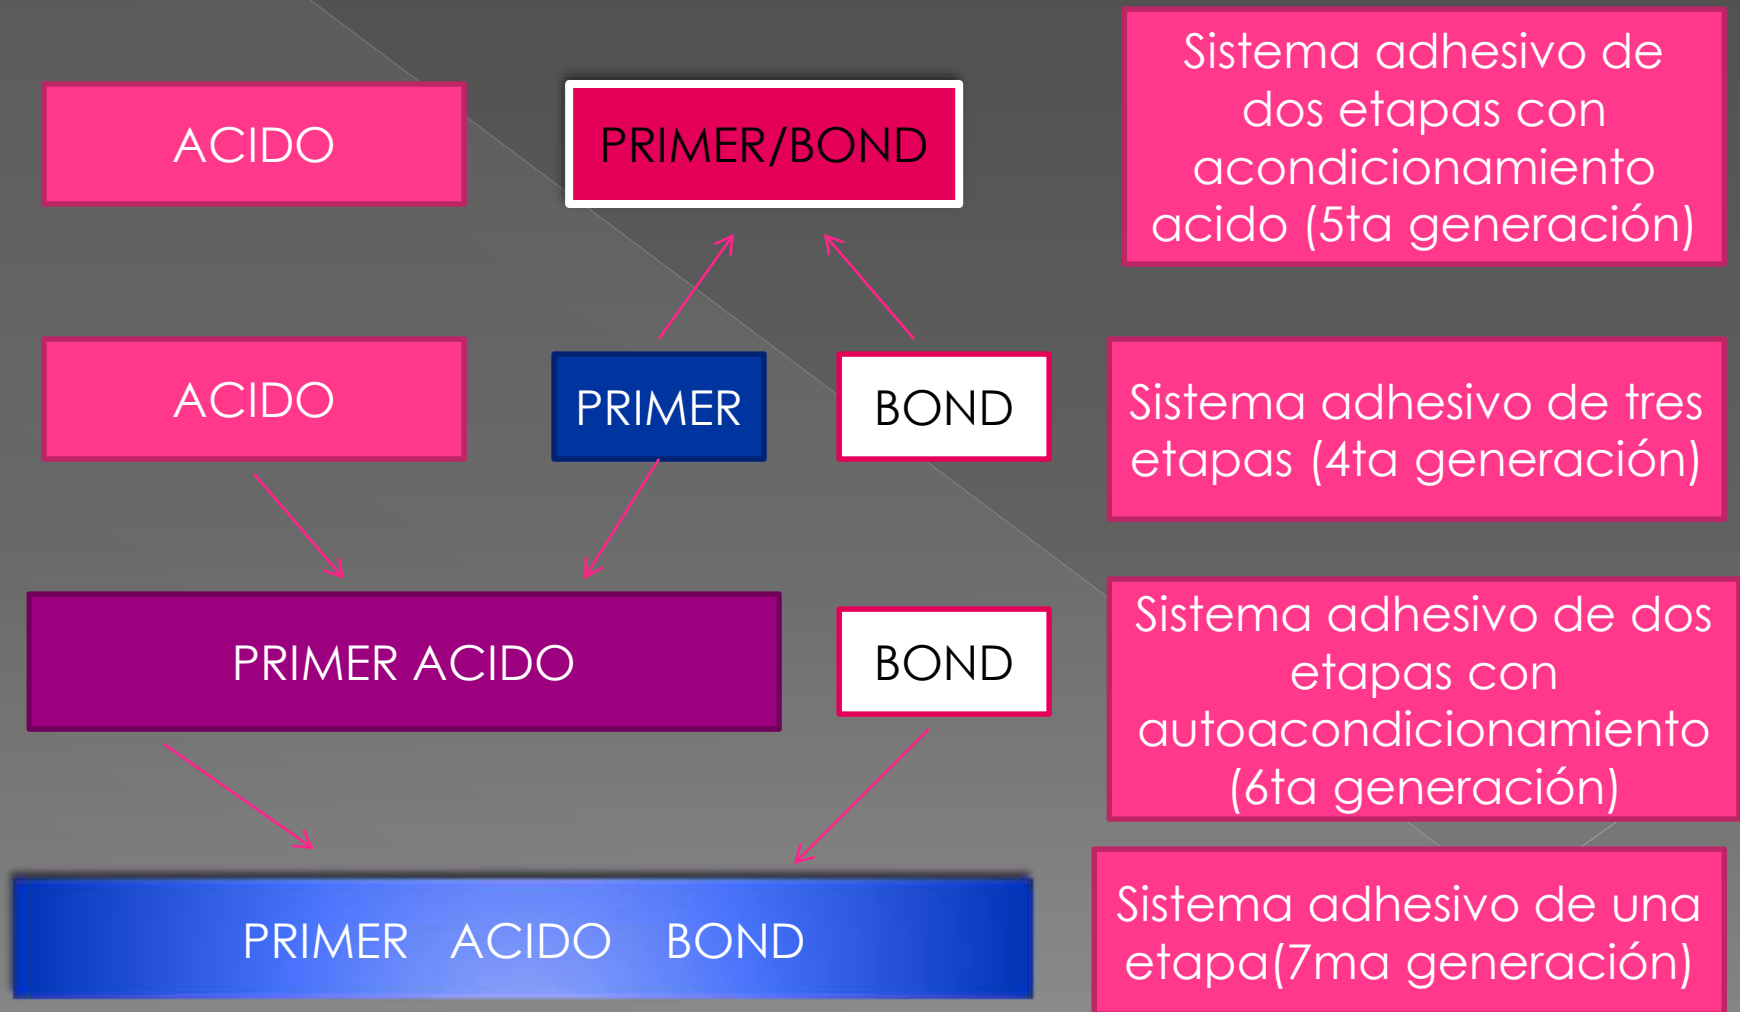 ACIDO
PRIMER/BOND
Sistema adhesivo de
dos etapas con
acondicionamiento
acido (5ta generación)
ACIDO
PRIMER
BOND
Sistema adhesivo de tres
etapas (4ta generación)
PRIMER ACIDO
BOND
Sistema adhesivo de dos
etapas con
autoacondicionamiento
(6ta generación)
PRIMER ACIDO BOND
Sistema adhesivo de una
etapa(7ma generación)